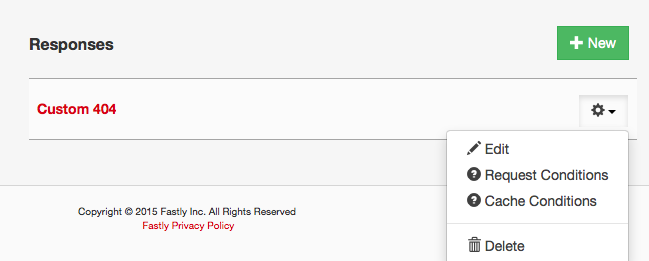 Responses
New
Custom 404
Edit
Request Conditions
Cache Conditions
Delete
Copyright © 2015 Fastly Inc. All Rights Reserved
Fastly Privacy Policy